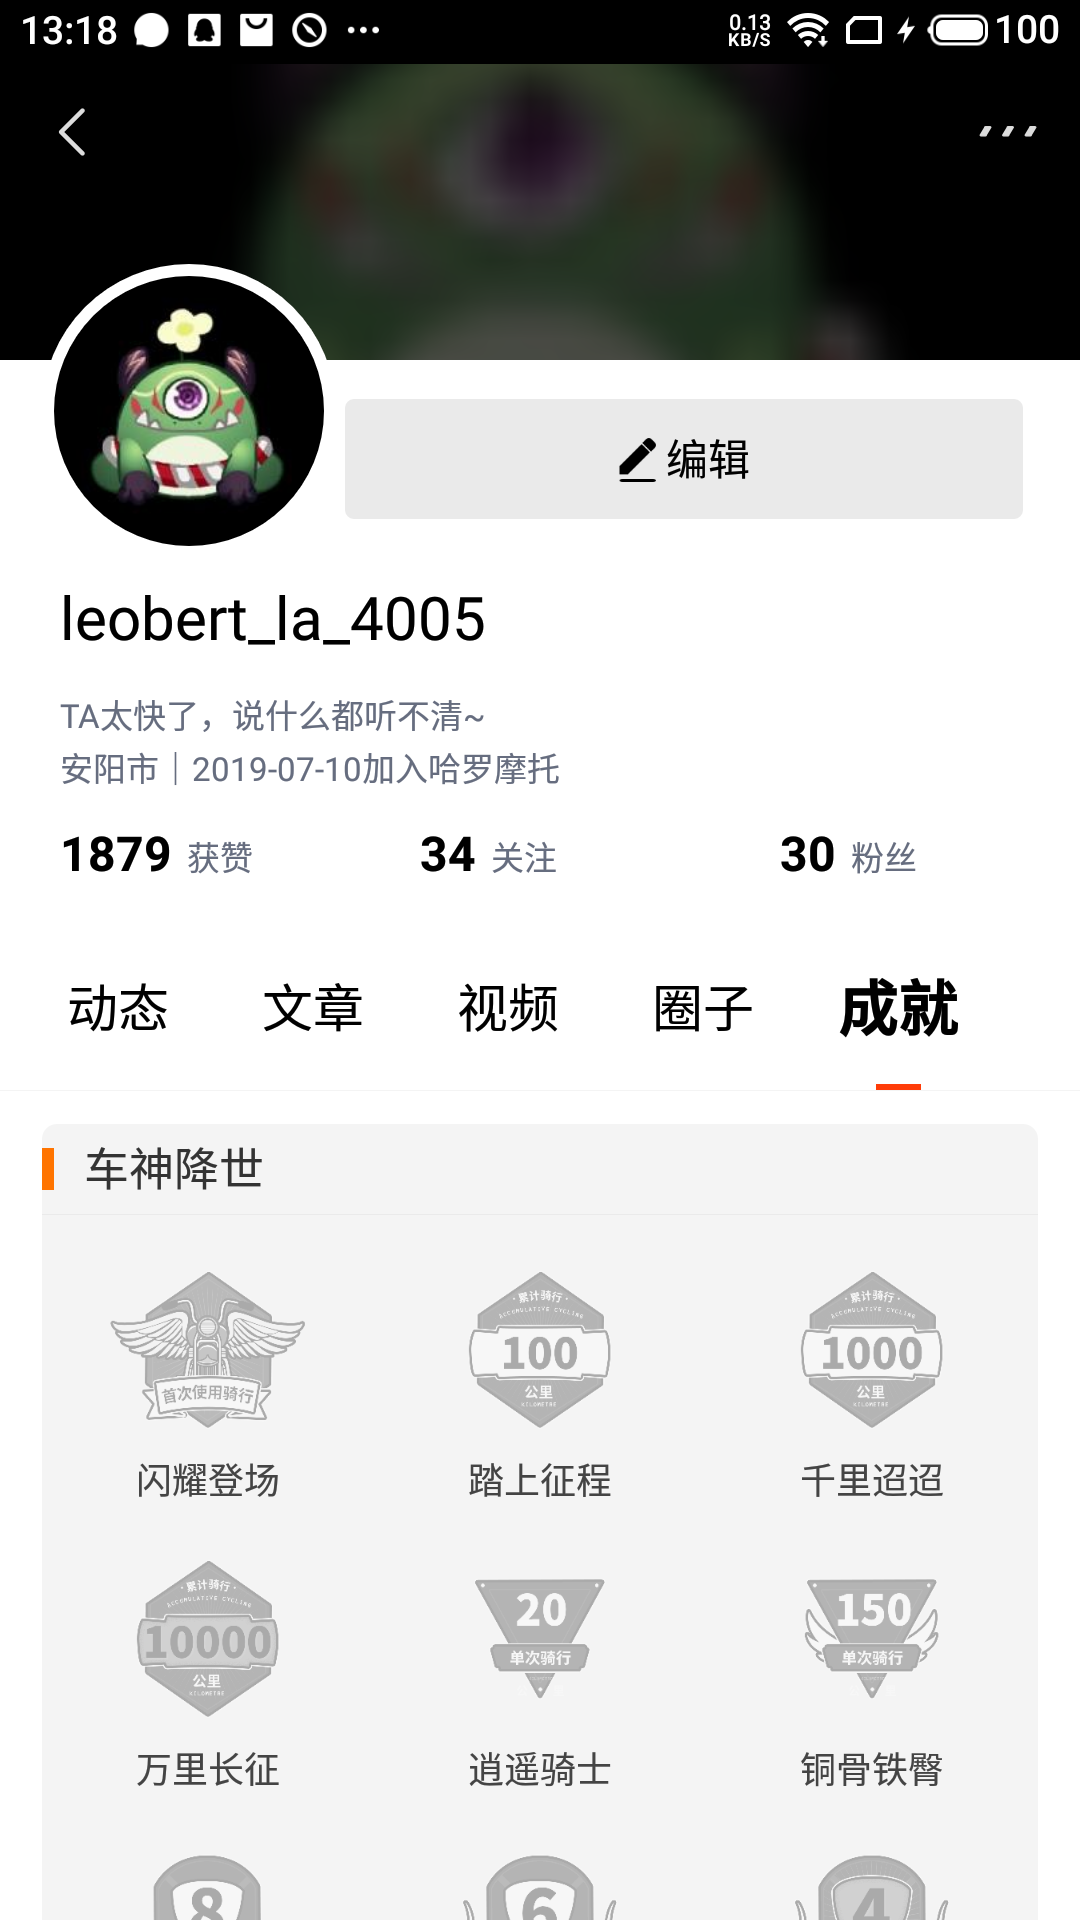 13:18
0.13
KB/S
100
编辑
leobert_la_4005
TA太快了，说什么都听不清~
安阳市｜2019-07-10加入哈罗摩托
1879 获赞 34 关注 30 粉丝
动态 文章 视频 圈子 成就
车神降世
·累计骑行·
ACCUMULATIVE CYCLING
100
公里
KILOMETRE
·累计骑行·
ACCUMULATIVE CYCLING
1000
公里
KILOMETRE
首次使用骑行
闪耀登场 踏上征程 千里迢迢
·累计骑行·
ACCUMULATIVE CYCLING
10000
公里
KILOMETRE
20
单次骑行
150
单次骑行
万里长征 逍遥骑士 铜骨铁臀
8 6 4